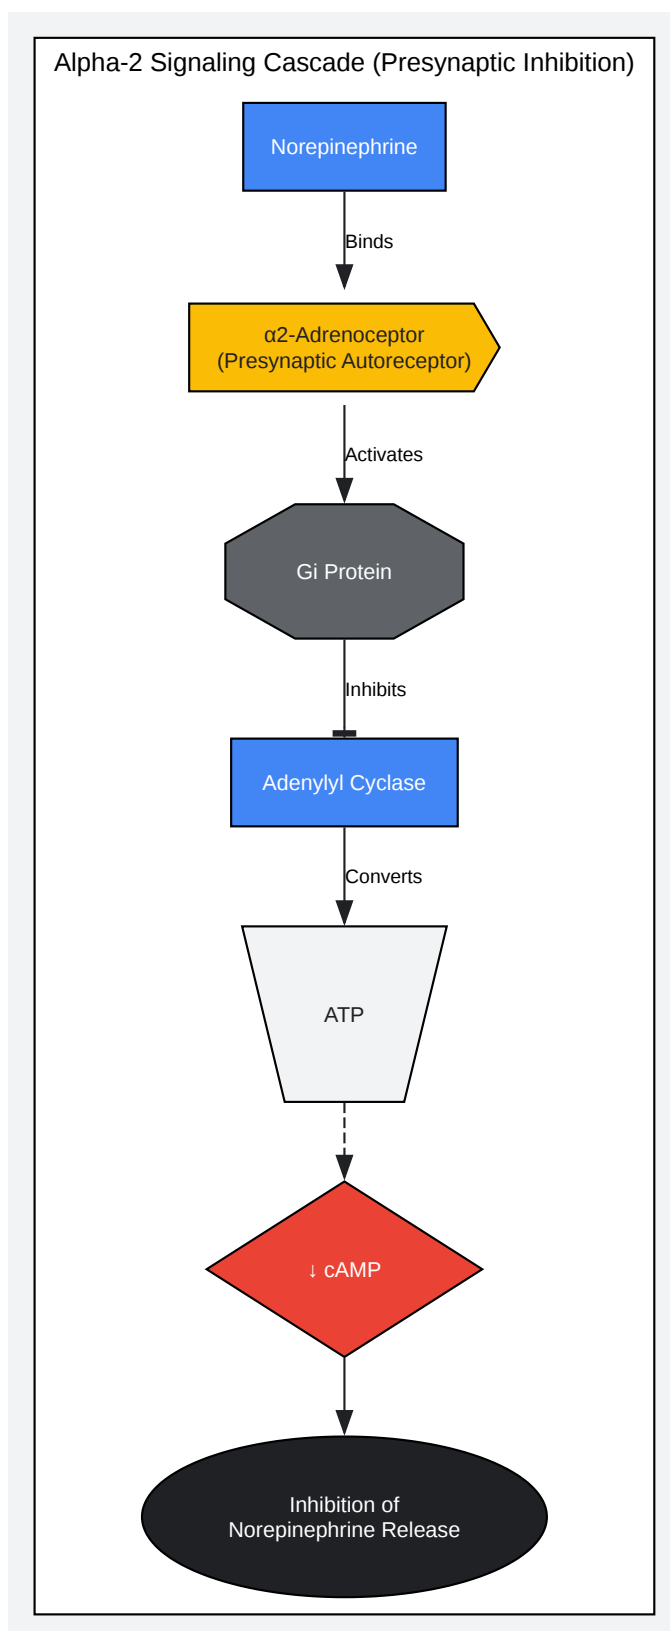 Alpha-2 Signaling Cascade (Presynaptic Inhibition)
Norepinephrine
Binds
α2-Adrenoceptor
(Presynaptic Autoreceptor)
Activates
Gi Protein
Inhibits
Adenylyl Cyclase
Converts
ATP
↓ cAMP
Inhibition of
Norepinephrine Release